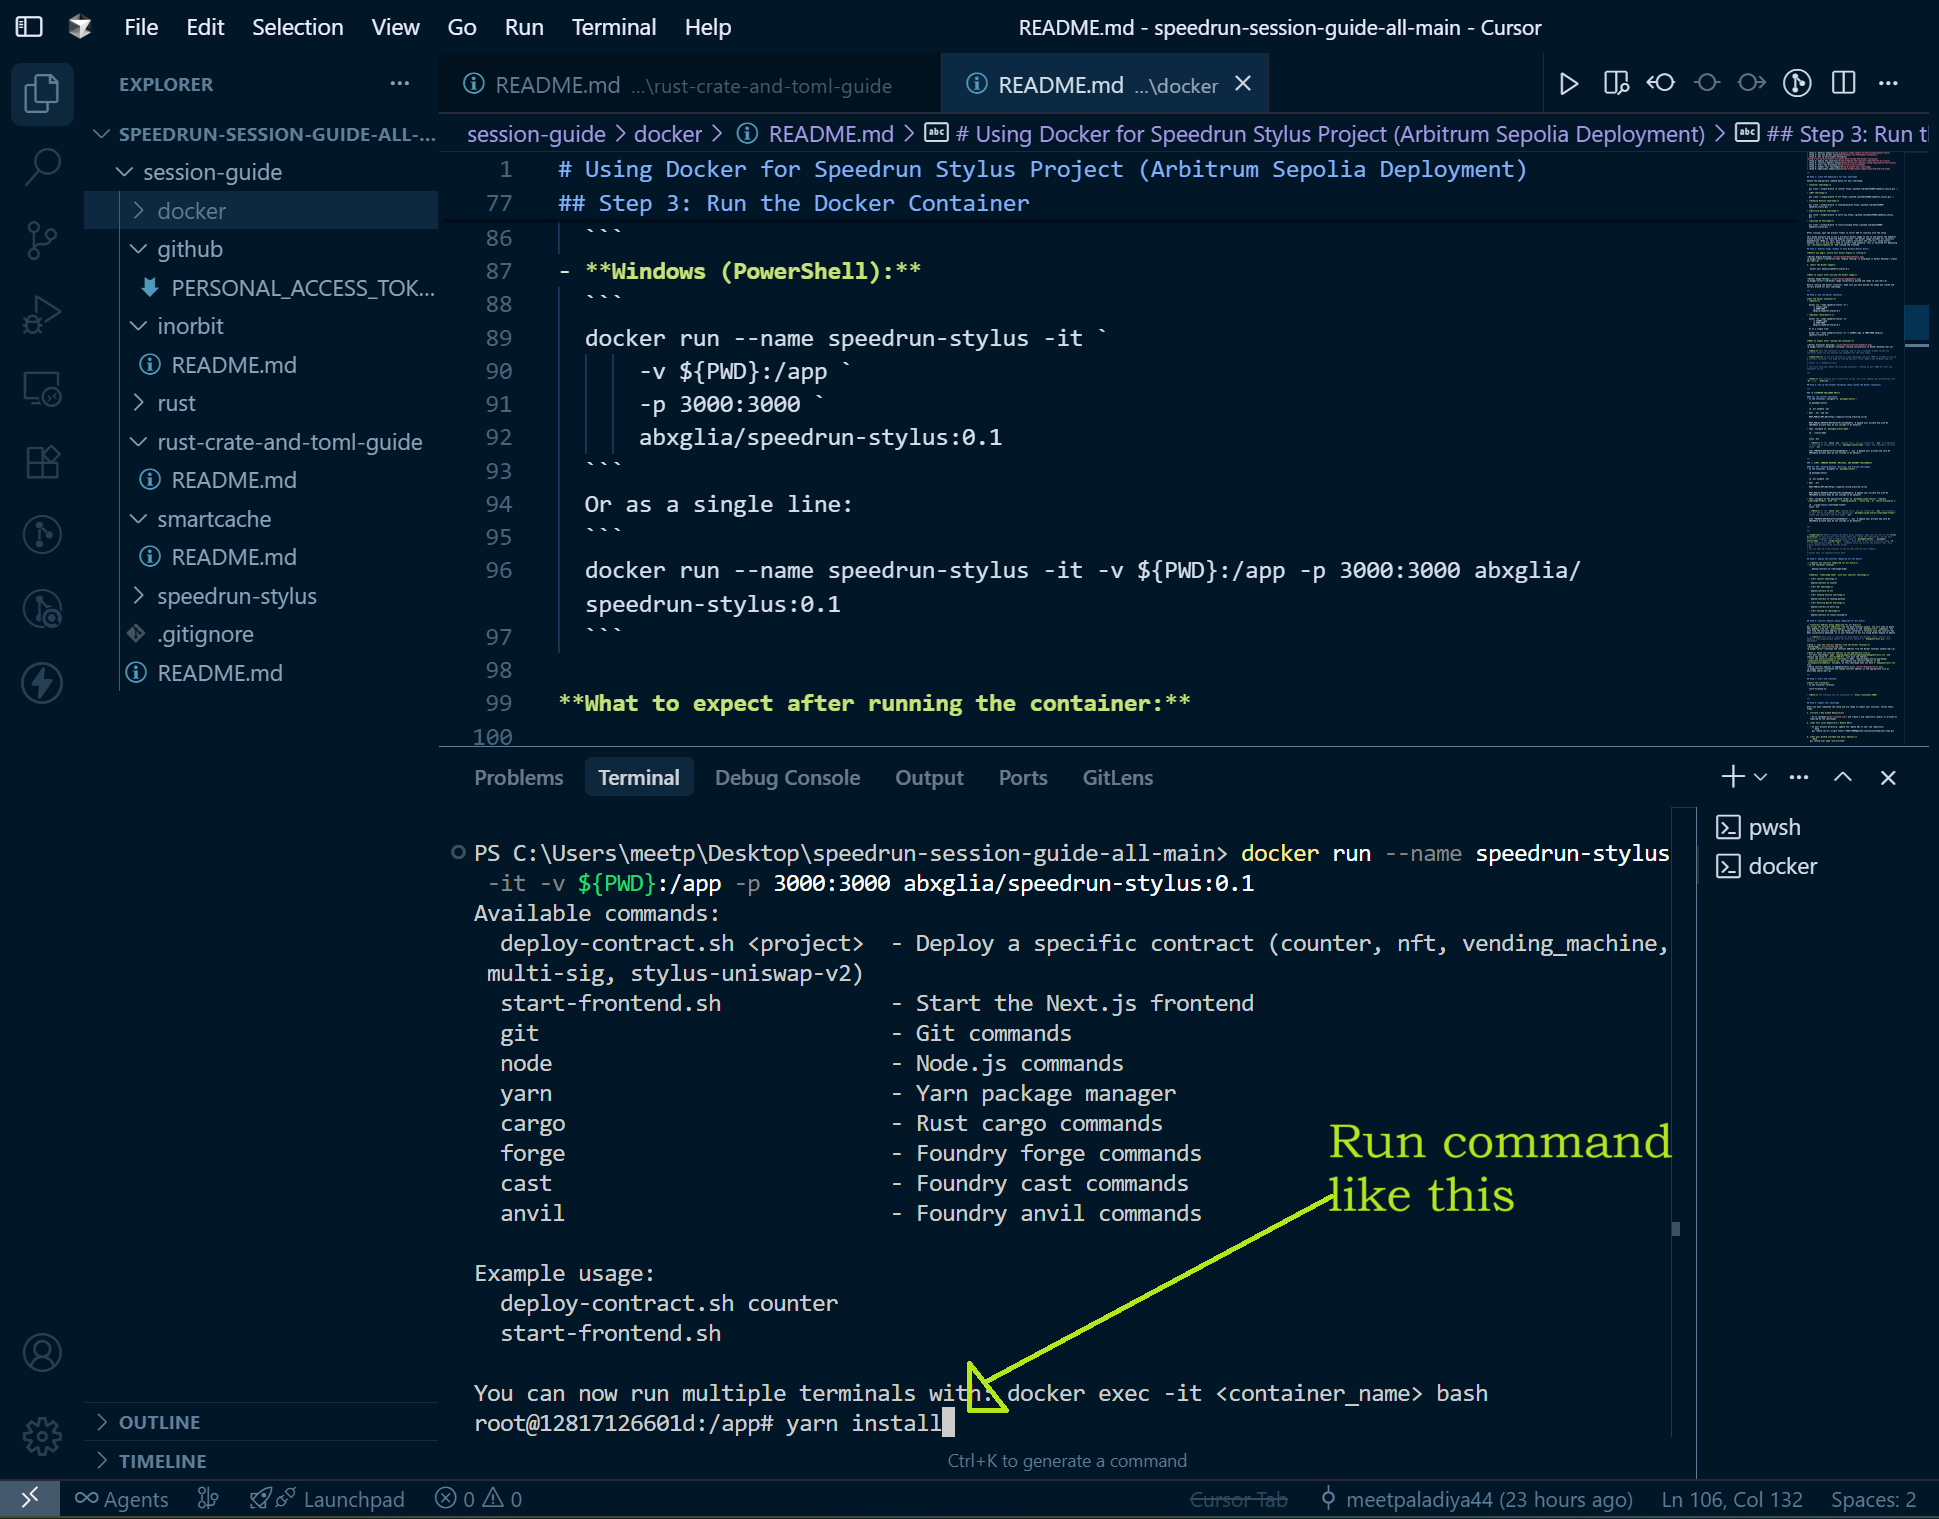 File Edit Selection View Go Run Terminal Help
README.md - speedrun-session-guide-all-main - Cursor
EXPLORER
SPEEDRUN-SESSION-GUIDE-ALL-...
session-guide
docker
github
PERSONAL_ACCESS_TOK...
inorbit
README.md
rust
rust-crate-and-toml-guide
README.md
smartcache
README.md
speedrun-stylus
.gitignore
README.md
OUTLINE
TIMELINE
README.md ...\rust-crate-and-toml-guide
README.md ...\docker
session-guide > docker > README.md > # Using Docker for Speedrun Stylus Project (Arbitrum Sepolia Deployment) > ## Step 3: Run t
1 # Using Docker for Speedrun Stylus Project (Arbitrum Sepolia Deployment)
77 ## Step 3: Run the Docker Container
86 ```
87 - **Windows (PowerShell):**
88 ```
89 docker run --name speedrun-stylus -it `
90 -v ${PWD}:/app `
91 -p 3000:3000 `
92 abxglia/speedrun-stylus:0.1
93 ```
94 Or as a single line:
95 ```
96 docker run --name speedrun-stylus -it -v ${PWD}:/app -p 3000:3000 abxglia/
speedrun-stylus:0.1
97 ```
98
99 **What to expect after running the container:**
100
Problems Terminal Debug Console Output Ports GitLens
PS C:\Users\meetp\Desktop\speedrun-session-guide-all-main> docker run --name speedrun-stylus
-it -v ${PWD}:/app -p 3000:3000 abxglia/speedrun-stylus:0.1
Available commands:
deploy-contract.sh <project> - Deploy a specific contract (counter, nft, vending_machine,
multi-sig, stylus-uniswap-v2)
start-frontend.sh - Start the Next.js frontend
git - Git commands
node - Node.js commands
yarn - Yarn package manager
cargo - Rust cargo commands
forge - Foundry forge commands
cast - Foundry cast commands
anvil - Foundry anvil commands
Example usage:
deploy-contract.sh counter
start-frontend.sh
You can now run multiple terminals with: docker exec -it <container_name> bash
root@12817126601d:/app# yarn install
Run command
like this
Ctrl+K to generate a command
pwsh
docker
Agents Launchpad 0 0 Cursor Tab meetpaladiya44 (23 hours ago) Ln 106, Col 132 Spaces: 2